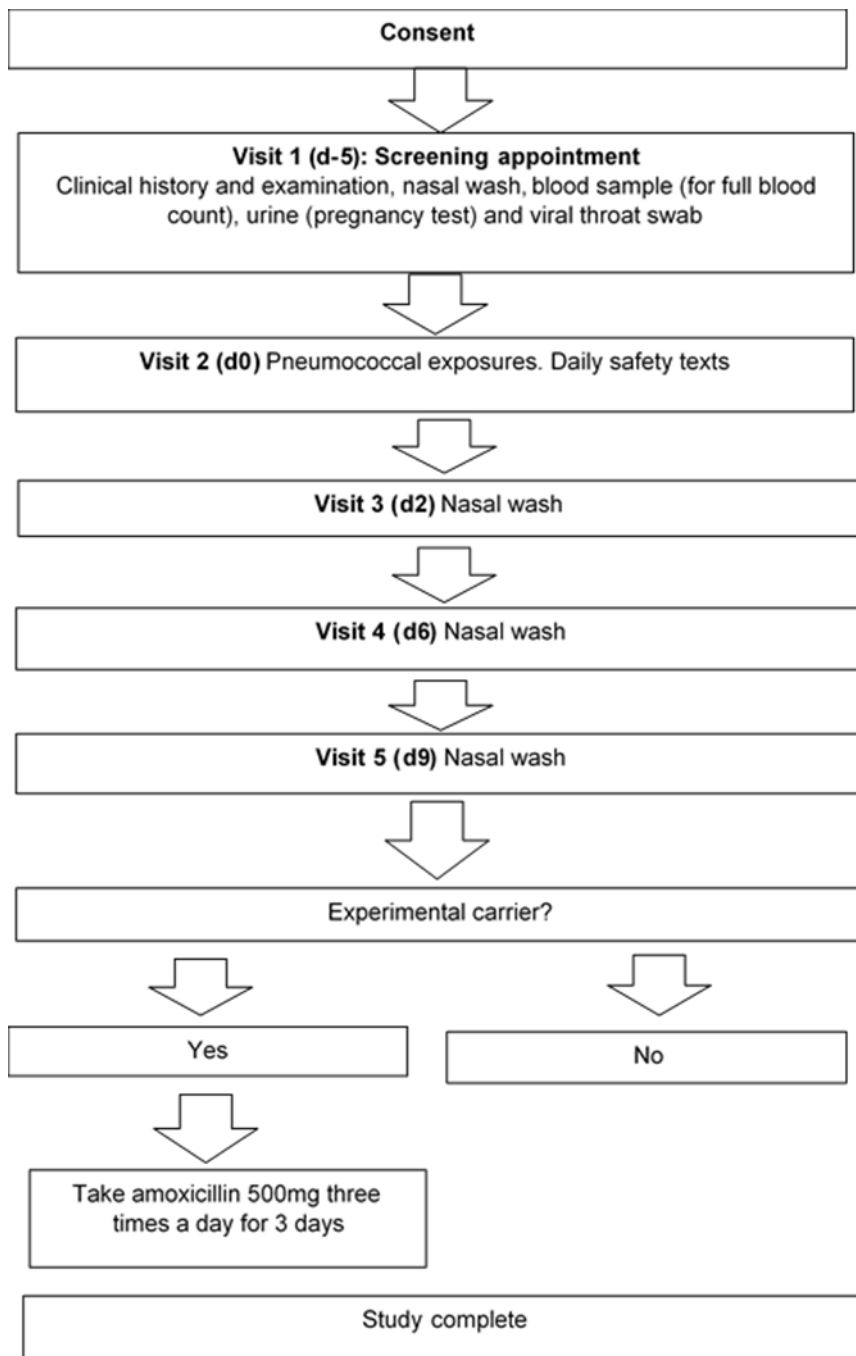 Consent
Visit 1 (d-5): Screening appointment
Clinical history and examination, nasal wash, blood sample (for full blood
count), urine (pregnancy test) and viral throat swab
Visit 2 (d0) Pneumococcal exposures. Daily safety texts
Visit 3 (d2) Nasal wash
Visit 4 (d6) Nasal wash
Visit 5 (d9) Nasal wash
Experimental carrier?
Yes
No
Take amoxicillin 500mg three
times a day for 3 days
Study complete